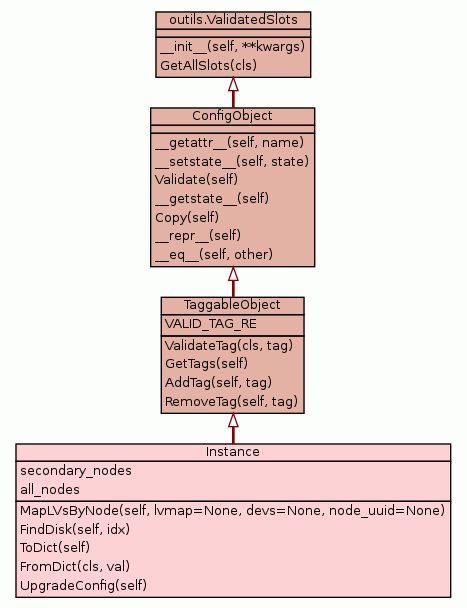 outils.ValidatedSlots
__init__(self, **kwargs)
GetAllSlots(cls)
ConfigObject
__getattr__(self, name)
__setstate__(self, state)
Validate(self)
__getstate__(self)
Copy(self)
__repr__(self)
__eq__(self, other)
TaggableObject
VALID_TAG_RE
ValidateTag(cls, tag)
GetTags(self)
AddTag(self, tag)
RemoveTag(self, tag)
Instance
secondary_nodes
all_nodes
MapLVsByNode(self, lvmap=None, devs=None, node_uuid=None)
FindDisk(self, idx)
ToDict(self)
FromDict(cls, val)
UpgradeConfig(self)